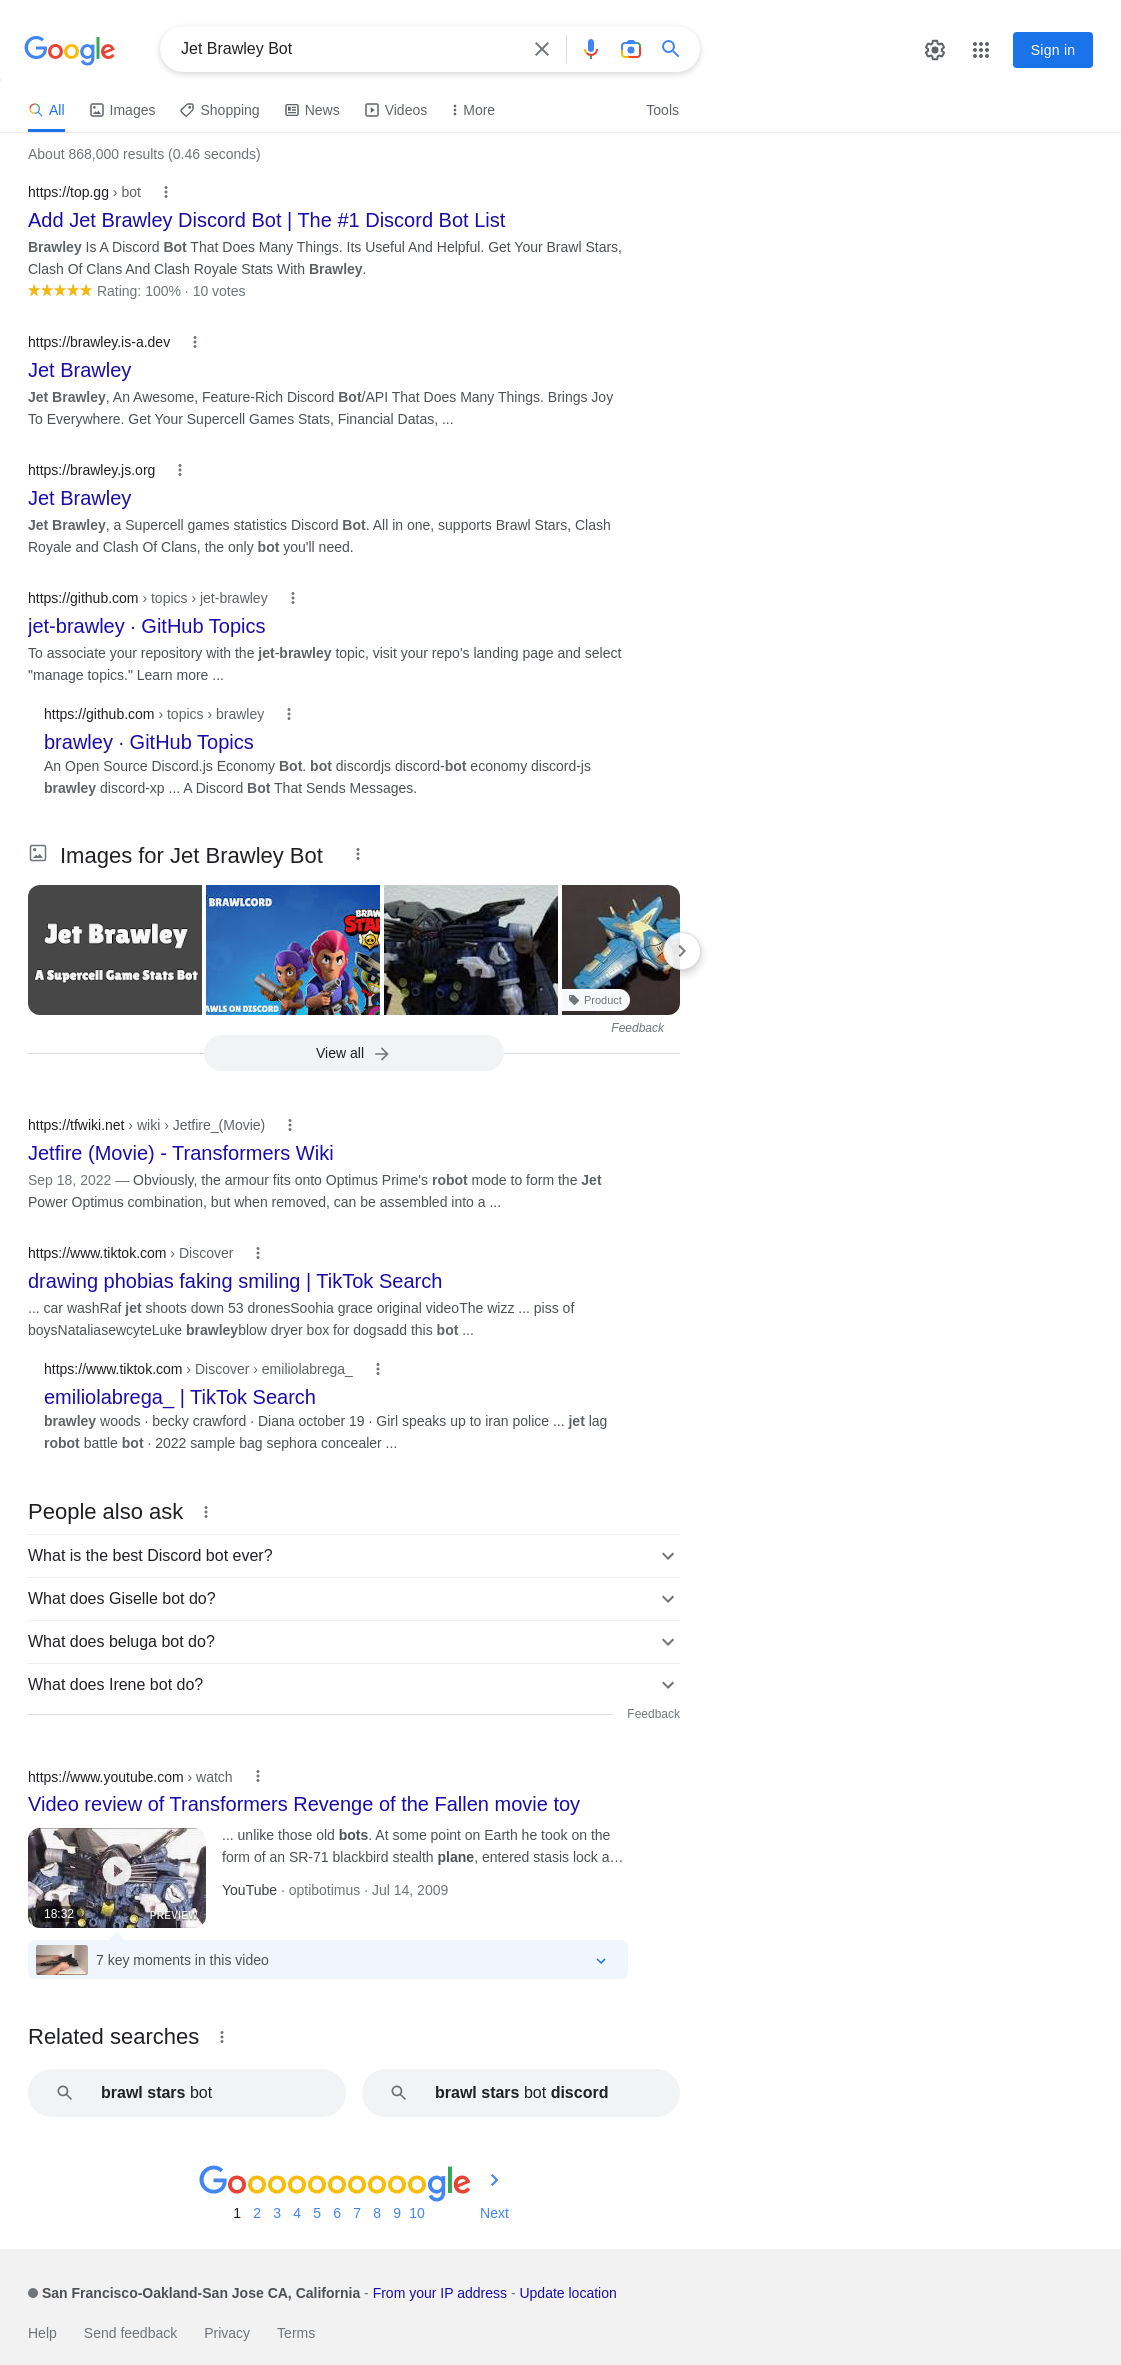 Google
Jet Brawley Bot
Sign in
All
Images
Shopping
News
Videos
More
Tools
About 868,000 results (0.46 seconds)
https://top.gg › bot
Add Jet Brawley Discord Bot | The #1 Discord Bot List
Brawley Is A Discord Bot That Does Many Things. Its Useful And Helpful. Get Your Brawl Stars,
Clash Of Clans And Clash Royale Stats With Brawley.
Rating: 100% · 10 votes
https://brawley.is-a.dev
Jet Brawley
Jet Brawley, An Awesome, Feature-Rich Discord Bot/API That Does Many Things. Brings Joy
To Everywhere. Get Your Supercell Games Stats, Financial Datas, ...
https://brawley.js.org
Jet Brawley
Jet Brawley, a Supercell games statistics Discord Bot. All in one, supports Brawl Stars, Clash
Royale and Clash Of Clans, the only bot you'll need.
https://github.com › topics › jet-brawley
jet-brawley · GitHub Topics
To associate your repository with the jet-brawley topic, visit your repo's landing page and select
"manage topics." Learn more ...
https://github.com › topics › brawley
brawley · GitHub Topics
An Open Source Discord.js Economy Bot. bot discordjs discord-bot economy discord-js
brawley discord-xp ... A Discord Bot That Sends Messages.
Images for Jet Brawley Bot
Jet Brawley
A Supercell Game Stats Bot
BRAWLCORD
BRAW
STA
AWLS ON DISCORD
Product
Feedback
View all
https://tfwiki.net › wiki › Jetfire_(Movie)
Jetfire (Movie) - Transformers Wiki
Sep 18, 2022 — Obviously, the armour fits onto Optimus Prime's robot mode to form the Jet
Power Optimus combination, but when removed, can be assembled into a ...
https://www.tiktok.com › Discover
drawing phobias faking smiling | TikTok Search
... car washRaf jet shoots down 53 dronesSoohia grace original videoThe wizz ... piss of
boysNataliasewcyteLuke brawleyblow dryer box for dogsadd this bot ...
https://www.tiktok.com › Discover › emiliolabrega_
emiliolabrega_ | TikTok Search
brawley woods · becky crawford · Diana october 19 · Girl speaks up to iran police ... jet lag
robot battle bot · 2022 sample bag sephora concealer ...
People also ask
What is the best Discord bot ever?
What does Giselle bot do?
What does beluga bot do?
What does Irene bot do?
Feedback
https://www.youtube.com › watch
Video review of Transformers Revenge of the Fallen movie toy
... unlike those old bots. At some point on Earth he took on the
form of an SR-71 blackbird stealth plane, entered stasis lock a…
YouTube · optibotimus · Jul 14, 2009
18:32
PREVIEW
7 key moments in this video
Related searches
brawl stars bot
brawl stars bot discord
Goooooooooogle
1 2 3 4 5 6 7 8 9 10 Next
San Francisco-Oakland-San Jose CA, California - From your IP address - Update location
Help
Send feedback
Privacy
Terms